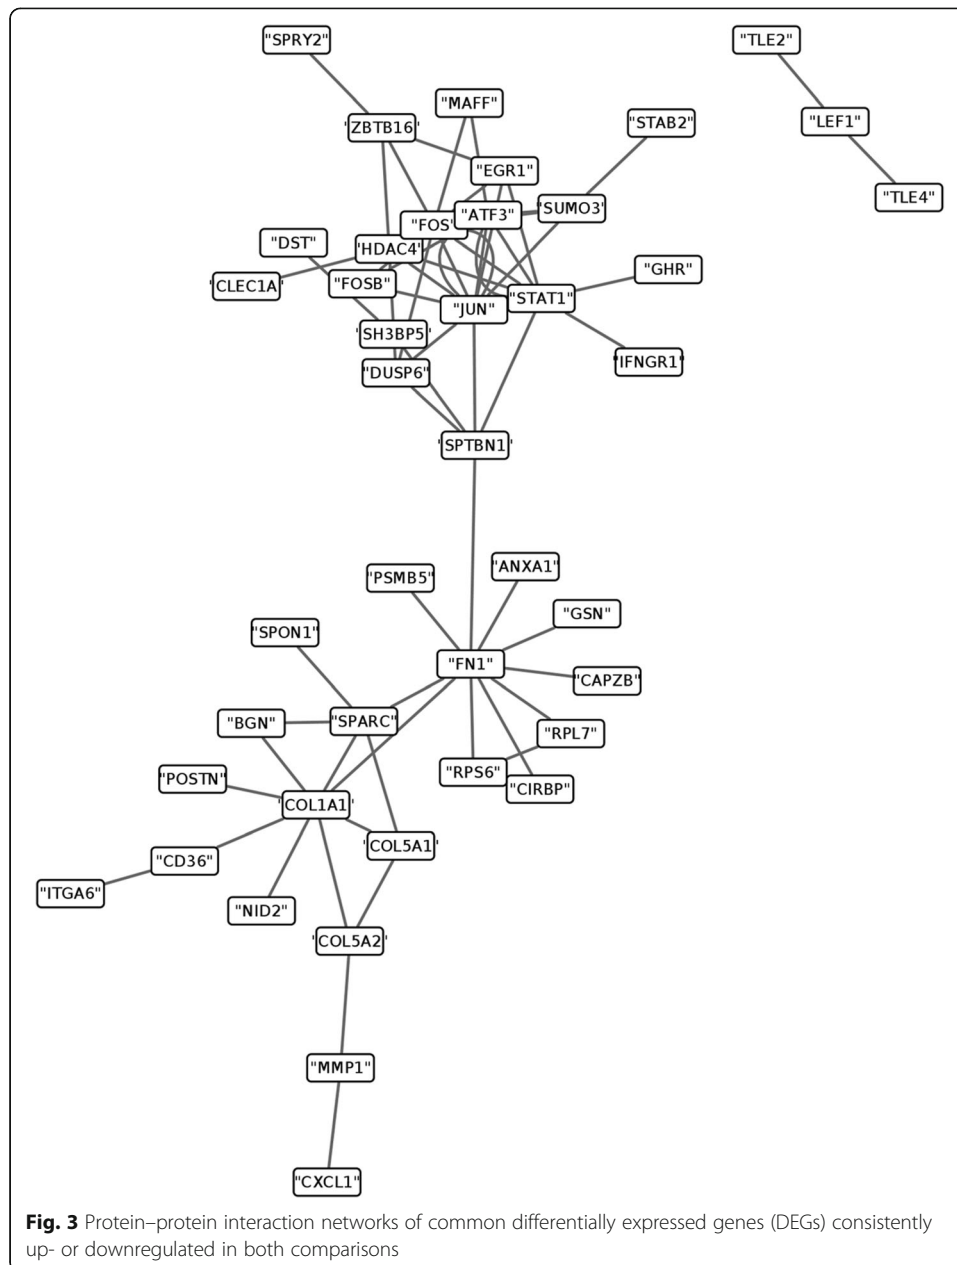 "SPRY2"
"TLE2"
"MAFF"
"LEF1"
'ZBTB16'
"STAB2"
"EGR1"
"TLE4"
"ATF3"
'SUMO3'
"FOS"
"DST"
'HDAC4'
"GHR"
'CLEC1A'
"FOSB"
"STAT1"
"JUN"
'SH3BP5'
"IFNGR1"
"DUSP6"
'SPTBN1'
"ANXA1"
"PSMB5"
"GSN"
"SPON1"
"FN1"
"CAPZB"
"BGN"
"SPARC"
"RPL7"
"RPS6"
"POSTN"
"CIRBP"
'COL1A1'
'COL5A1'
"CD36"
"ITGA6"
"NID2"
'COL5A2'
"MMP1"
"CXCL1"
Fig. 3 Protein–protein interaction networks of common differentially expressed genes (DEGs) consistently
up- or downregulated in both comparisons